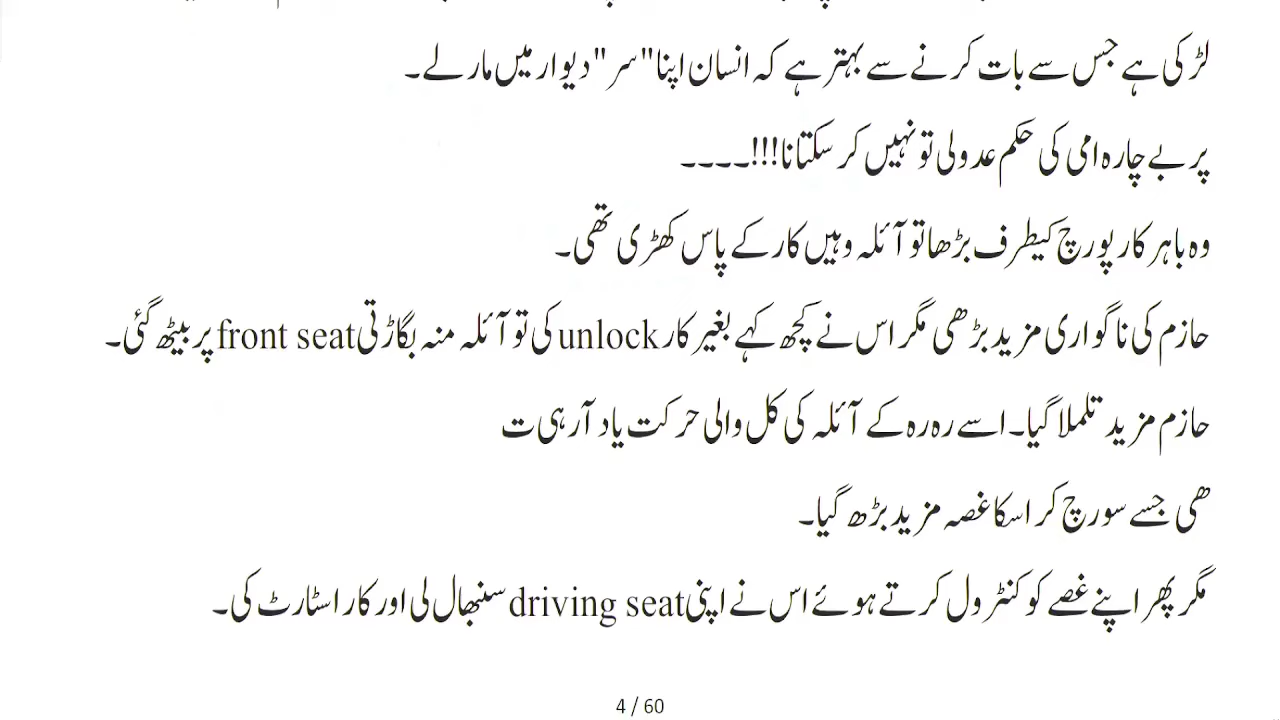 لڑکی ہے جس سے بات کرنے سے بہتر ہے کہ انسان اپنا "سر" دیوار میں مار لے۔
پر بے چارہ امی کی حکم عدولی تو نہیں کر سکتا نا!!!۔۔۔۔
وہ باہر کار پورچ کیطرف بڑھا تو آئلہ وہیں کار کے پاس کھڑی تھی۔
حازم کی ناگواری مزید بڑھی مگر اس نے کچھ کہے بغیر کار unlock کی تو آئلہ منہ بگاڑتی front seat پر بیٹھ گئی۔
حازم مزید تلملا گیا۔ اسے رہ رہ کے آئلہ کی کل والی حرکت یاد آرہی ت
ھی جسے سورچ کر اسکا غصہ مزید بڑھ گیا۔
مگر پھر اپنے غصے کو کنٹرول کرتے ہوئے اس نے اپنی driving seat سنبھال لی اور کار اسٹارٹ کی۔
4 / 60